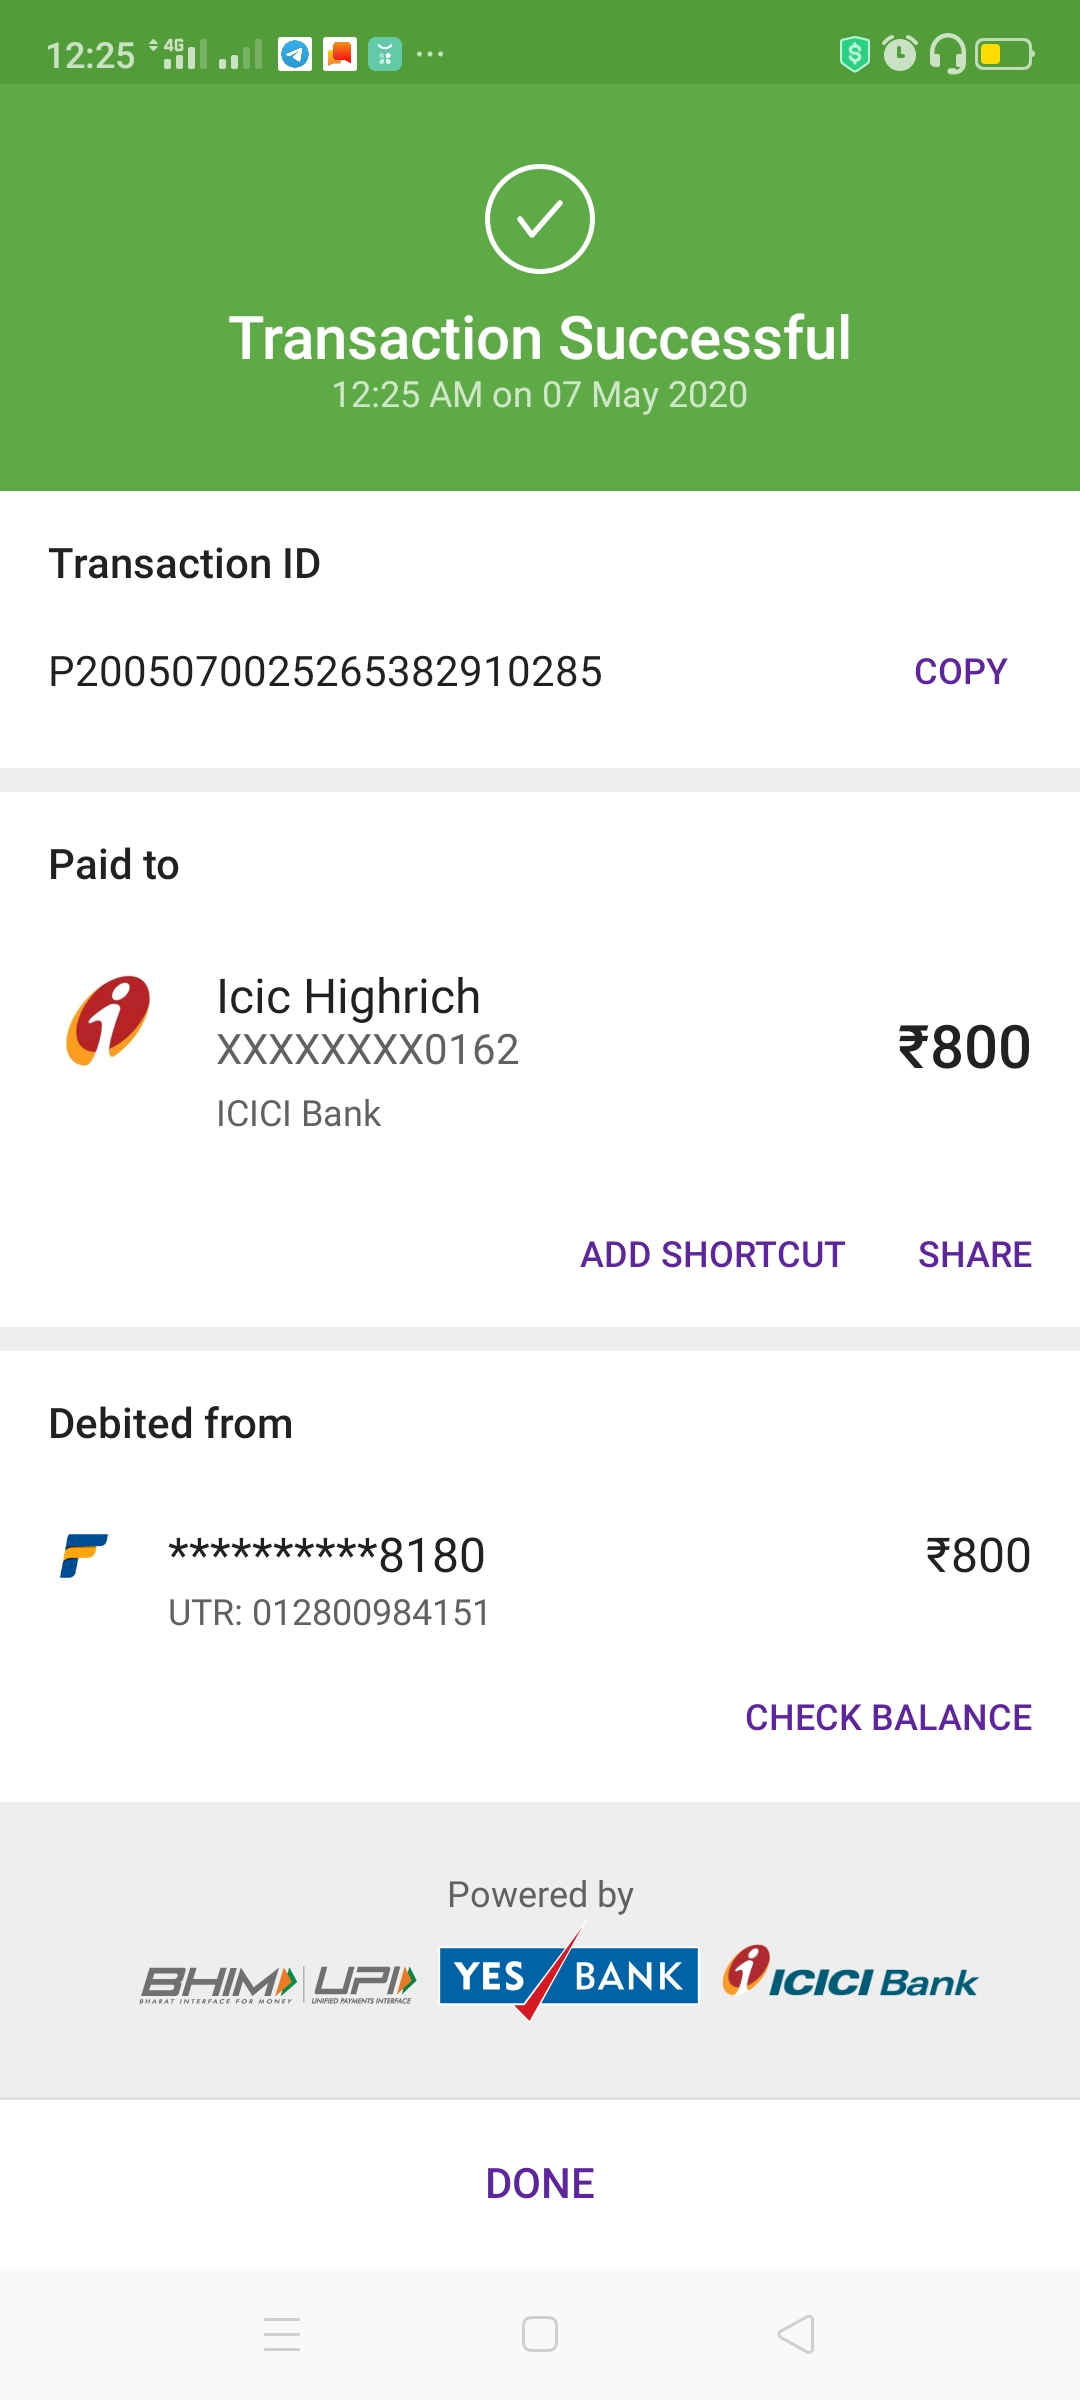 12:25 4G ...
Transaction Successful
12:25 AM on 07 May 2020
Transaction ID
P2005070025265382910285 COPY
Paid to
Icic Highrich
XXXXXXXX0162
₹800
ICICI Bank
ADD SHORTCUT SHARE
Debited from
**********8180 ₹800
UTR: 012800984151
CHECK BALANCE
Powered by
BHIM UPI YES BANK ICICI Bank
BHARAT INTERFACE FOR MONEY UNIFIED PAYMENTS INTERFACE
DONE